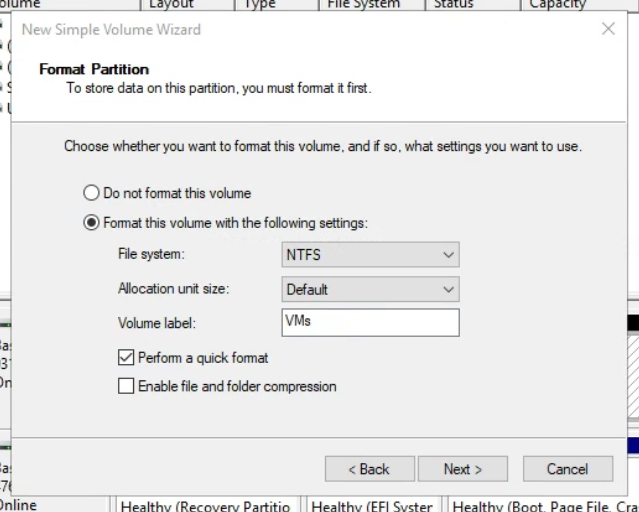 olume Layout Type File System Status Capacity
New Simple Volume Wizard
Format Partition
To store data on this partition, you must format it first.
Choose whether you want to format this volume, and if so, what settings you want to use.
Do not format this volume
Format this volume with the following settings:
File system: NTFS
Allocation unit size: Default
Volume label: VMs
Perform a quick format
Enable file and folder compression
< Back Next > Cancel
Online Healthy (Recovery Partitio Healthy (EFI Syster Healthy (Boot, Page File, Cra